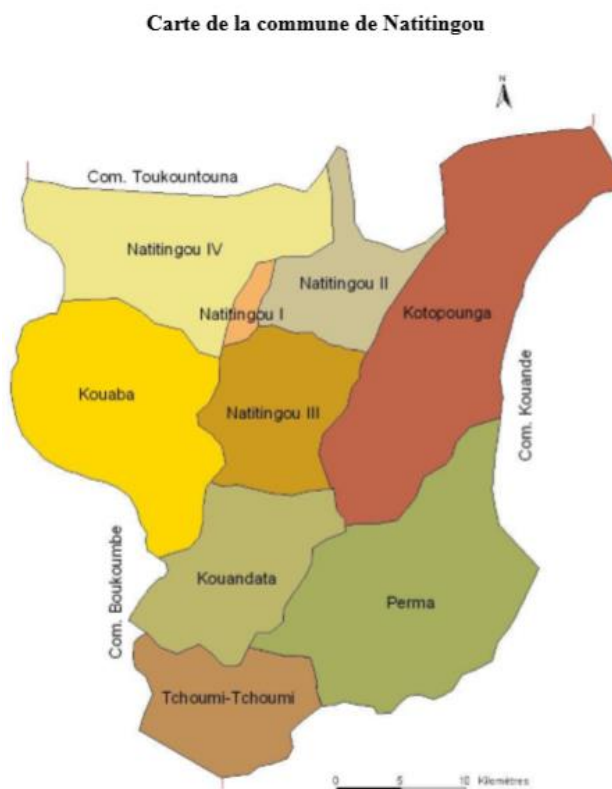 Carte de la commune de Natitingou
N
Com. Toukountouna
Natitingou IV
Natitingou II
Natitingou I
Kotopounga
Kouaba
Natitingou III
Com. Kouande
Com. Boukoumbe
Kouandata
Perma
Tchoumi-Tchoumi
0 5 10 Kilomètres